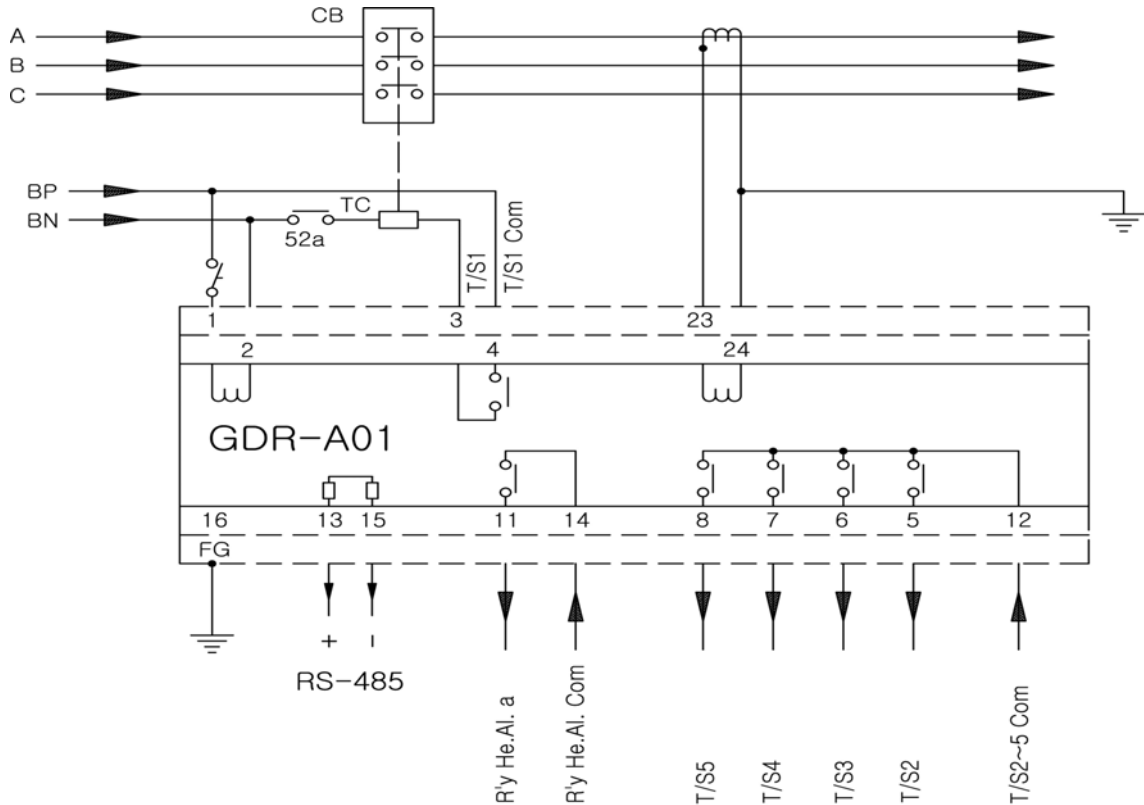 CB
A
B
C
BP
BN
TC
52a
T/S1
T/S1 Com
1 3 23
2 4 24
GDR-A01
16 13 15 11 14 8 7 6 5 12
FG
+ -
RS-485
R'y He.Al. a
R'y He.Al. Com
T/S5
T/S4
T/S3
T/S2
T/S2~5 Com